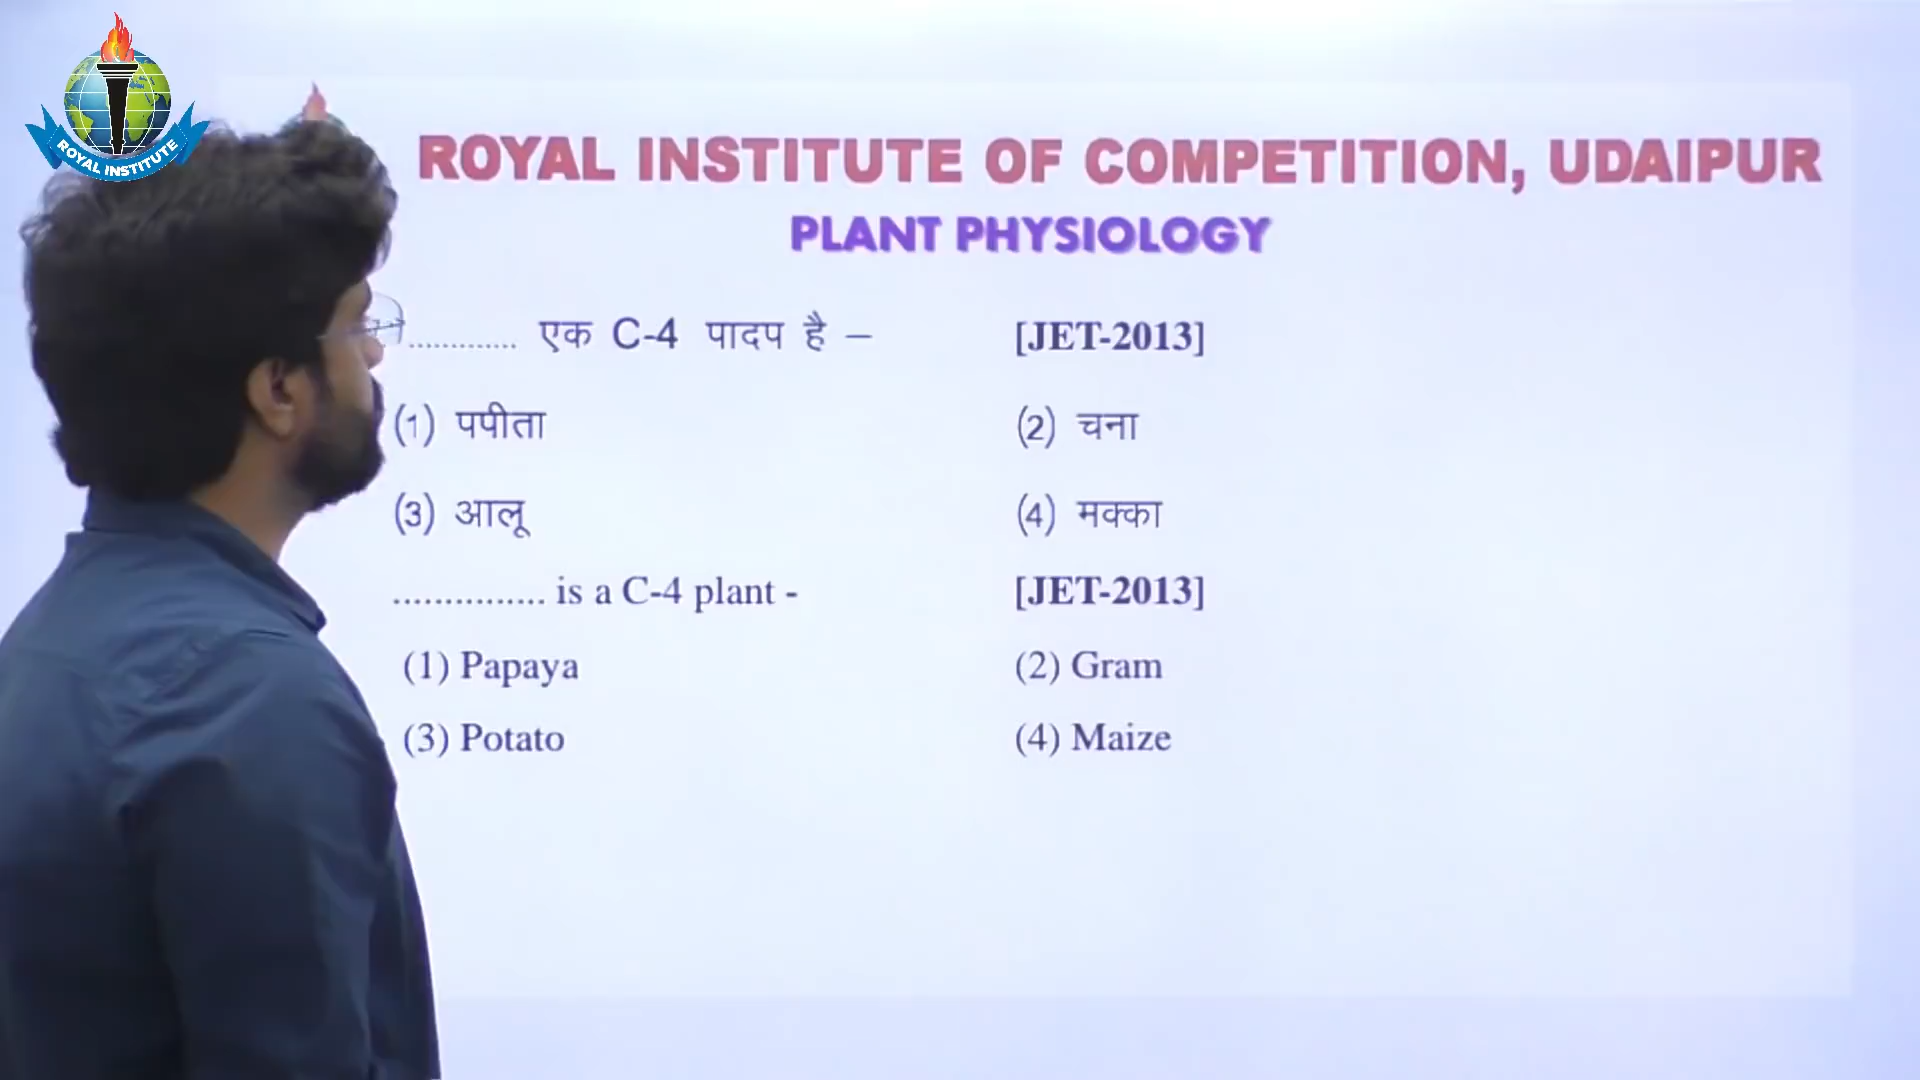 ROYAL INSTITUTE
ROYAL INSTITUTE OF COMPETITION, UDAIPUR
PLANT PHYSIOLOGY
............. एक C-4 पादप है – [JET-2013]
(1) पपीता (2) चना
(3) आलू (4) मक्का
............... is a C-4 plant - [JET-2013]
(1) Papaya (2) Gram
(3) Potato (4) Maize